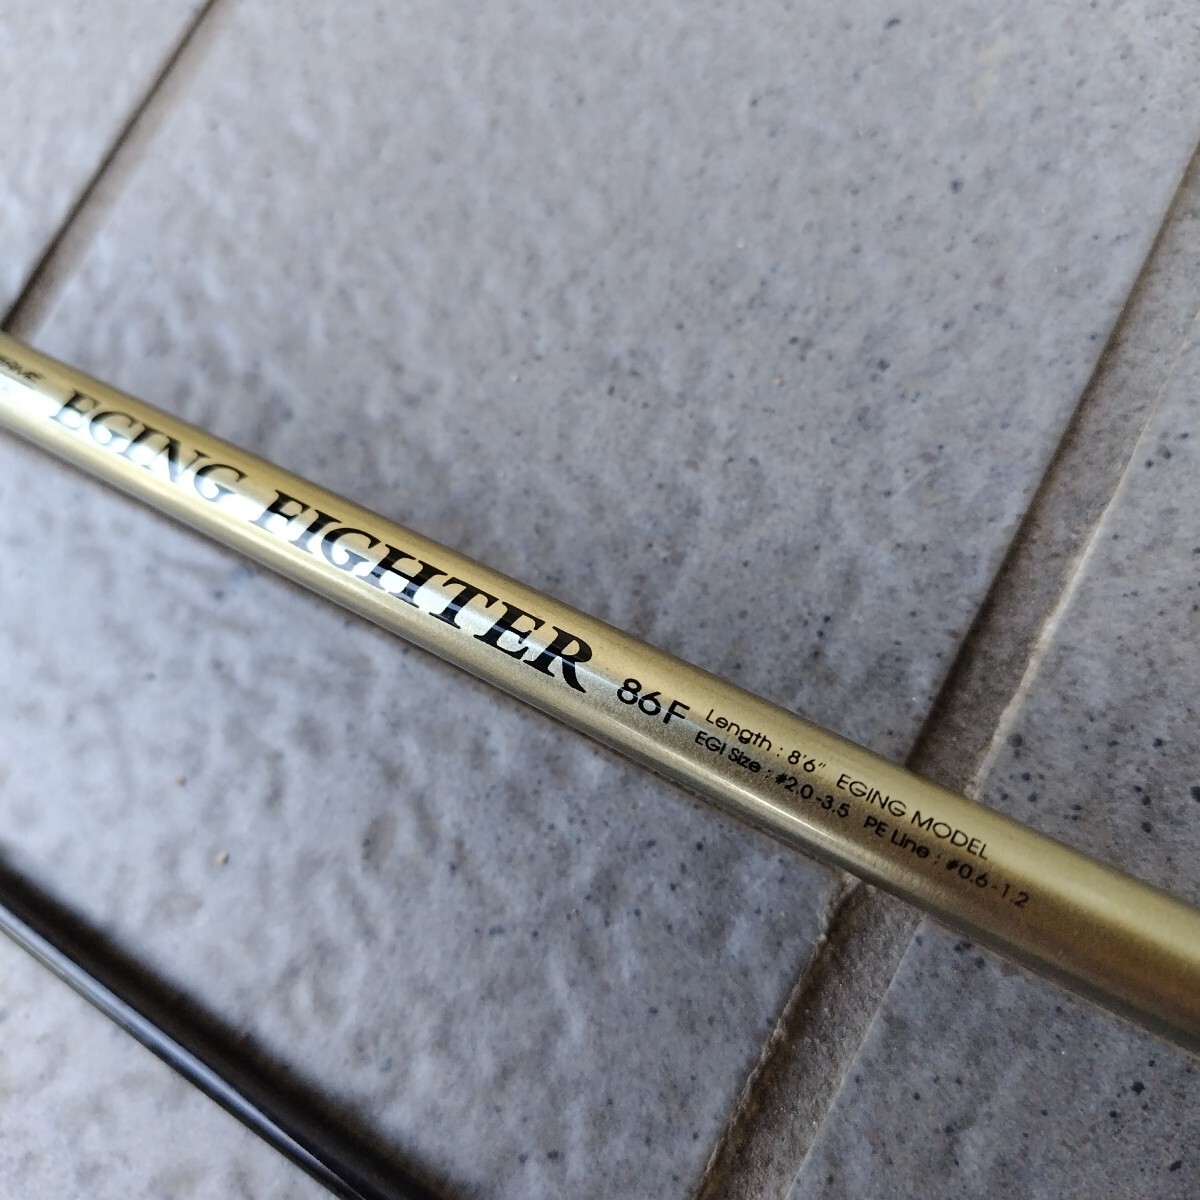 EGING FIGHTER 86F
Length : 8'6" EGING MODEL
EGI Size : #2.0-3.5 PE Line : #0.6-1.2